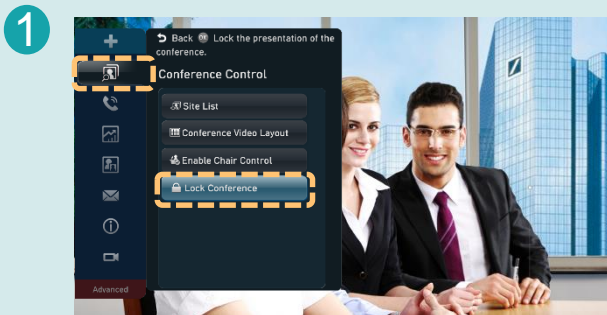 1
Back OK Lock the presentation of the
conference.
Conference Control
Site List
Conference Video Layout
Enable Chair Control
Lock Conference
Advanced